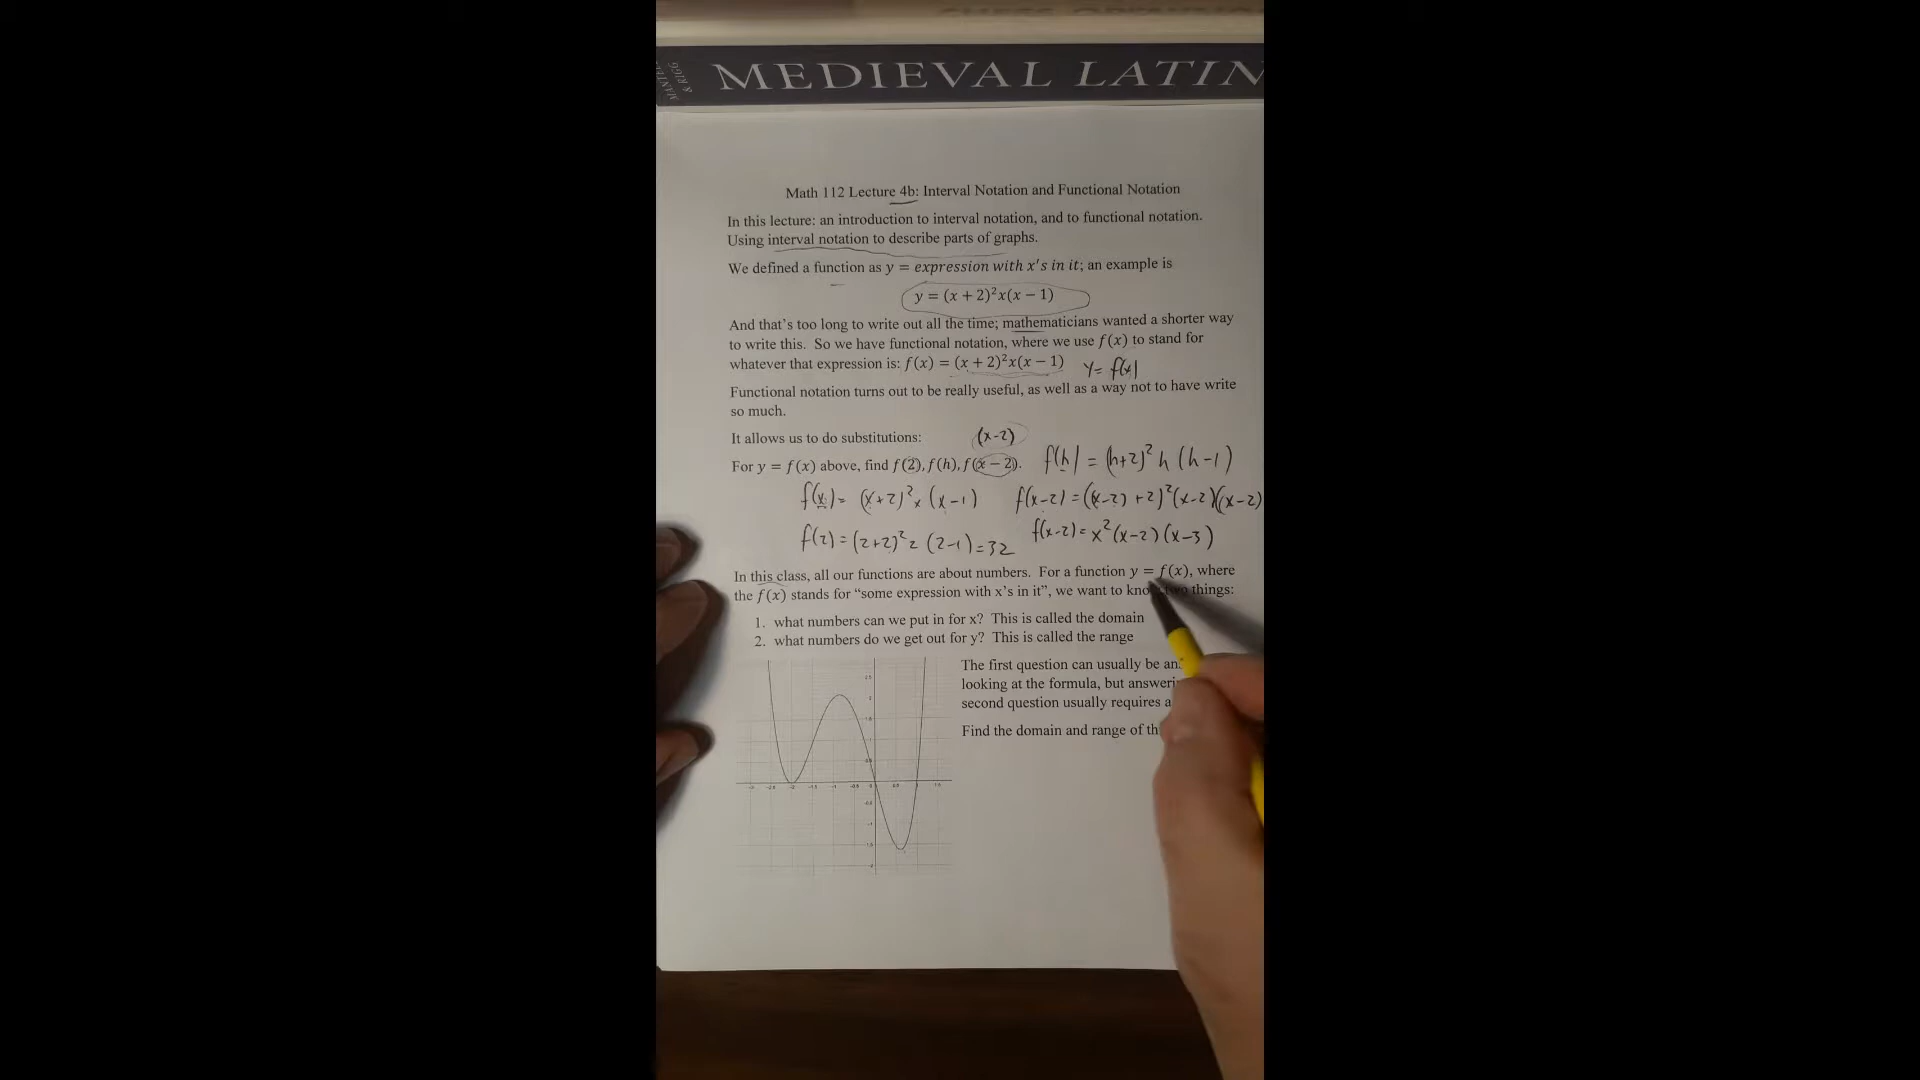 MEDIEVAL LATIN
& RIGG
Math 112 Lecture 4b: Interval Notation and Functional Notation
In this lecture: an introduction to interval notation, and to functional notation.
Using interval notation to describe parts of graphs.
We defined a function as y = expression with x's in it; an example is
y = (x + 2)²x(x − 1)
And that's too long to write out all the time; mathematicians wanted a shorter way
to write this. So we have functional notation, where we use f(x) to stand for
whatever that expression is: f(x) = (x + 2)²x(x − 1) Y= f(x)
Functional notation turns out to be really useful, as well as a way not to have write
so much.
It allows us to do substitutions: (x-2)
For y = f(x) above, find f(2), f(h), f(x − 2). f(h) = (h+2)² h (h-1)
f(x) = (x+2)² x (x-1) f(x-2) = ((x-2)+2)² (x-2)((x-2)
f(2) = (2+2)² 2 (2-1) = 32 f(x-2) = x² (x-2) (x-3)
In this class, all our functions are about numbers. For a function y = f(x), where
the f(x) stands for “some expression with x's in it”, we want to know two things:
1. what numbers can we put in for x? This is called the domain
2. what numbers do we get out for y? This is called the range
The first question can usually be
looking at the formula, but
second question usually requires a
Find the domain and range of